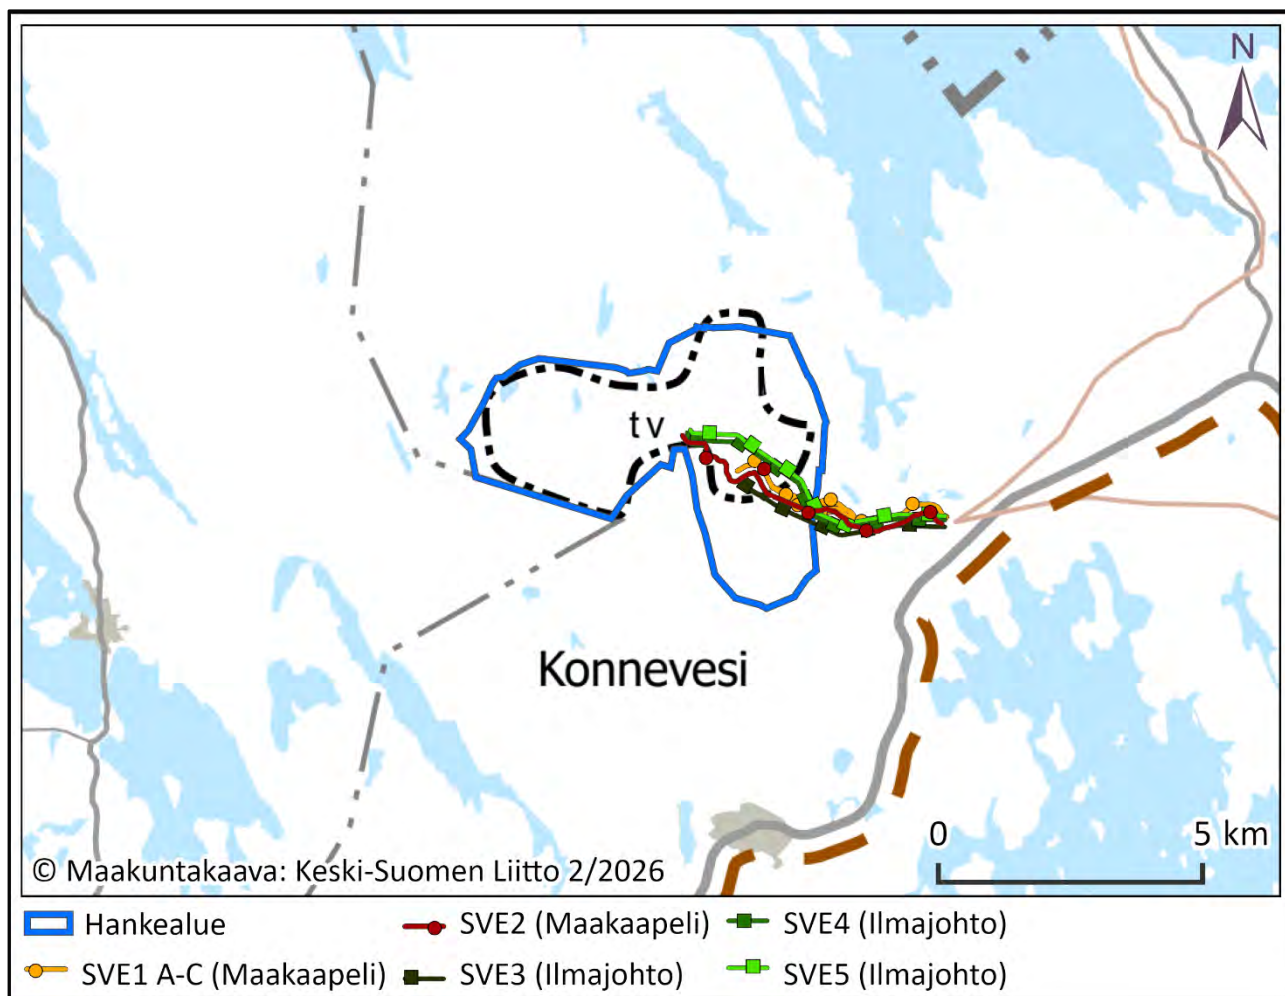 N
tv
Konnevesi
0 5 km
© Maakuntakaava: Keski-Suomen Liitto 2/2026
Hankealue
SVE2 (Maakaapeli)
SVE4 (Ilmajohto)
SVE1 A-C (Maakaapeli)
SVE3 (Ilmajohto)
SVE5 (Ilmajohto)